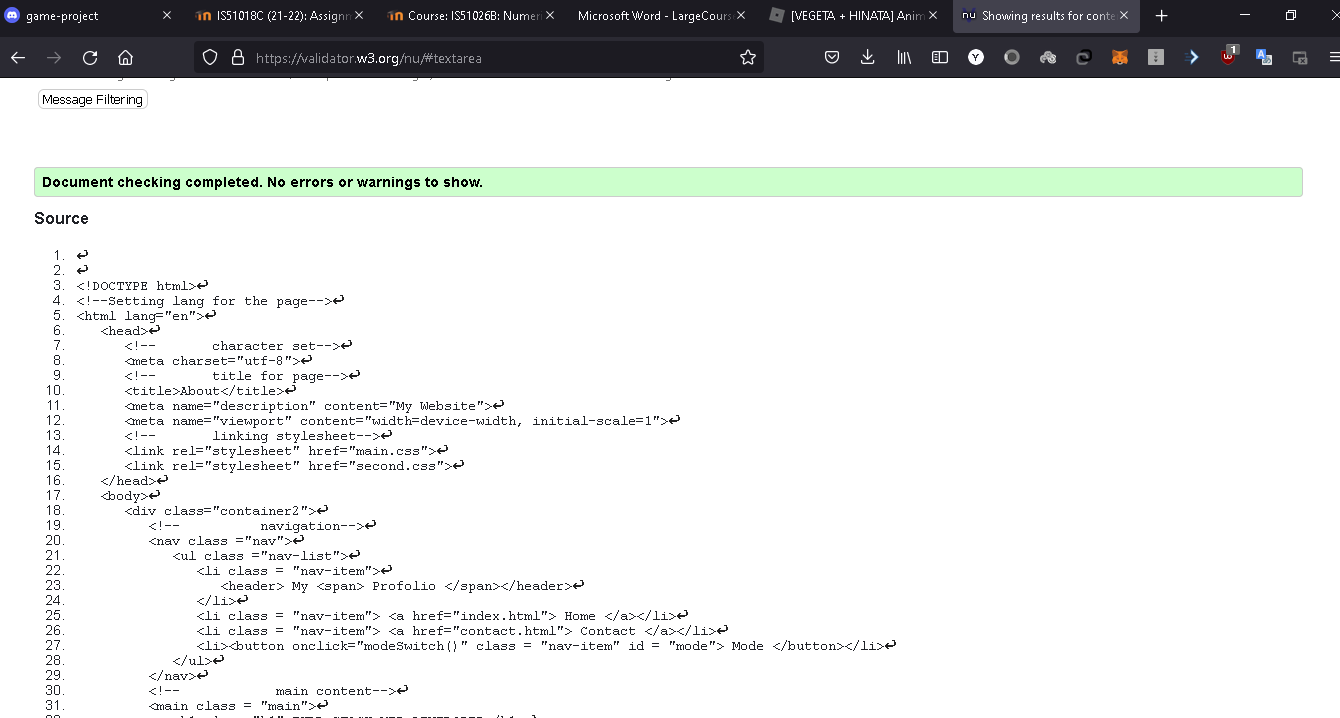 game-project
IS51018C (21-22): Assignm
Course: IS51026B: Numeri
Microsoft Word - LargeCours
[VEGETA + HINATA] Anim
Showing results for conte
https://validator.w3.org/nu/#textarea
1
Message Filtering
Document checking completed. No errors or warnings to show.
Source
1. ↩
2. ↩
3. <!DOCTYPE html>↩
4. <!--Setting lang for the page-->↩
5. <html lang="en">↩
6. <head>↩
7. <!-- character set-->↩
8. <meta charset="utf-8">↩
9. <!-- title for page-->↩
10. <title>About</title>↩
11. <meta name="description" content="My Website">↩
12. <meta name="viewport" content="width=device-width, initial-scale=1">↩
13. <!-- linking stylesheet-->↩
14. <link rel="stylesheet" href="main.css">↩
15. <link rel="stylesheet" href="second.css">↩
16. </head>↩
17. <body>↩
18. <div class="container2">↩
19. <!-- navigation-->↩
20. <nav class ="nav">↩
21. <ul class ="nav-list">↩
22. <li class = "nav-item">↩
23. <header> My <span> Profolio </span></header>↩
24. </li>↩
25. <li class = "nav-item"> <a href="index.html"> Home </a></li>↩
26. <li class = "nav-item"> <a href="contact.html"> Contact </a></li>↩
27. <li><button onclick="modeSwitch()" class = "nav-item" id = "mode"> Mode </button></li>↩
28. </ul>↩
29. </nav>↩
30. <!-- main content-->↩
31. <main class = "main">↩